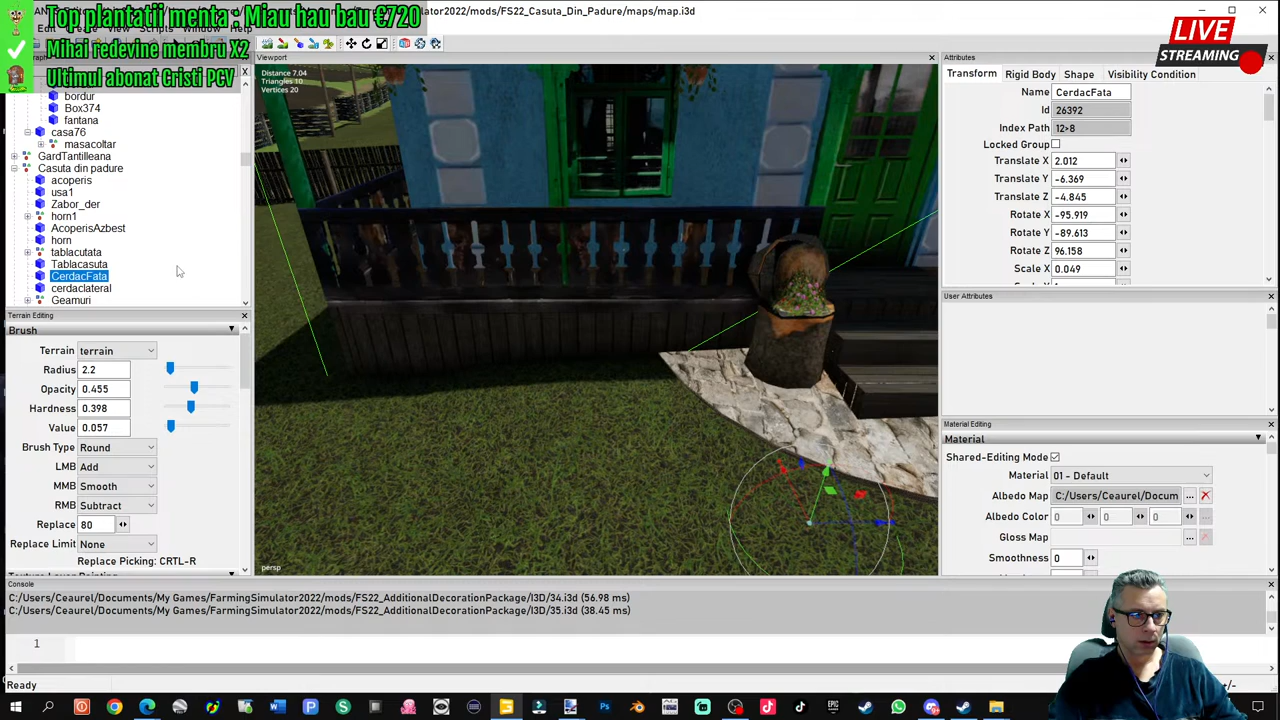 Top plantatii menta : Miau hau bau €720
Mihai redevine membru X2
Ultimul abonat Cristi PCV
LIVE
STREAMING
Scripts
Window
Help
lator2022/mods/FS22_Casuta_Din_Padure/maps/map.i3d
bordur
Box374
fantana
casa76
masacoltar
GardTantilleana
Casuta din padure
acoperis
usa1
Zabor_der
horn1
AcoperisAzbest
horn
tablacutata
Tablacasuta
CerdacFata
cerdaclateral
Geamuri
Terrain Editing
Brush
Terrain terrain
Radius 2.2
Opacity 0.455
Hardness 0.398
Value 0.057
Brush Type Round
LMB Add
MMB Smooth
RMB Subtract
Replace 80
Replace Limit None
Replace Picking: CRTL-R
Texture Layer Painting
Viewport
Distance 7.04
Triangles 10
Vertices 20
persp
Attributes
Transform Rigid Body Shape Visibility Condition
Name CerdacFata
Id 26392
Index Path 12>8
Locked Group
Translate X 2.012
Translate Y -6.369
Translate Z -4.845
Rotate X -95.919
Rotate Y -89.613
Rotate Z 96.158
Scale X 0.049
User Attributes
Material Editing
Material
Shared-Editing Mode
Material 01 - Default
Albedo Map C:/Users/Ceaurel/Docum ...
Albedo Color 0 0 0 ...
Gloss Map ...
Smoothness 0
Console
C:/Users/Ceaurel/Documents/My Games/FarmingSimulator2022/mods/FS22_AdditionalDecorationPackage/I3D/34.i3d (56.98 ms)
C:/Users/Ceaurel/Documents/My Games/FarmingSimulator2022/mods/FS22_AdditionalDecorationPackage/I3D/35.i3d (38.45 ms)
1
Ready
+/-